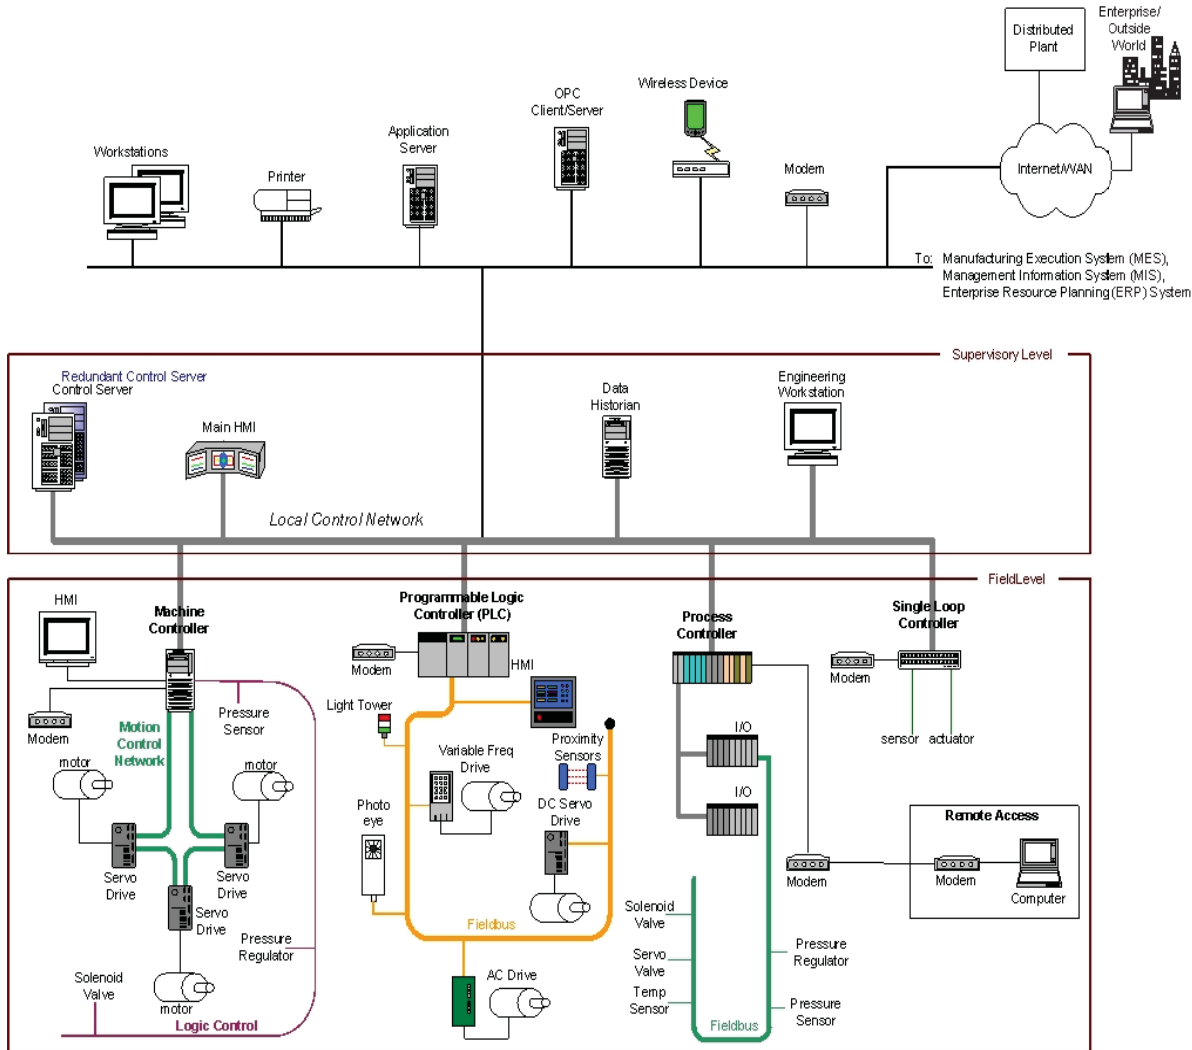 Enterprise/
Outside
World
Distributed
Plant
Wireless Device
OPC
Client/Server
Application
Server
Workstations
Printer
Modem
Internet/WAN
To: Manufacturing Execution System (MES),
Management Information System (MIS),
Enterprise Resource Planning (ERP) System
Supervisory Level
Redundant Control Server
Control Server
Main HMI
Data
Historian
Engineering
Workstation
Local Control Network
FieldLevel
HMI
Machine
Controller
Programmable Logic
Controller (PLC)
Process
Controller
Single Loop
Controller
Modem
HMI
Modem
Light Tower
Pressure
Sensor
Modem
Motion
Control
Network
motor
motor
Variable Freq
Drive
Proximity
Sensors
I/O
sensor
actuator
Photo
eye
DC Servo
Drive
I/O
Servo
Drive
Servo
Drive
Servo
Drive
Remote Access
Modem
Modem
Computer
Fieldbus
Pressure
Regulator
Solenoid
Valve
motor
Logic Control
AC Drive
Solenoid
Valve
Servo
Valve
Temp
Sensor
Pressure
Regulator
Pressure
Sensor
Fieldbus